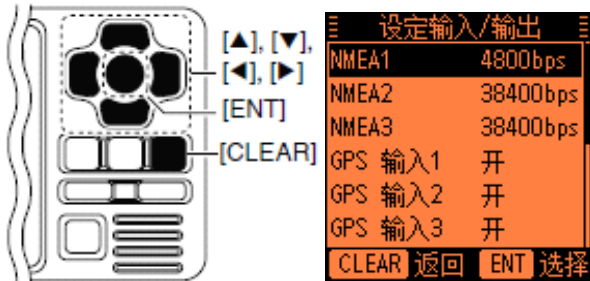 [▲], [▼],
[◀], [▶]
[ENT]
[CLEAR]
设定输入/输出
NMEA1 4800bps
NMEA2 38400bps
NMEA3 38400bps
GPS 输入1 开
GPS 输入2 开
GPS 输入3 开
CLEAR 返回 ENT 选择